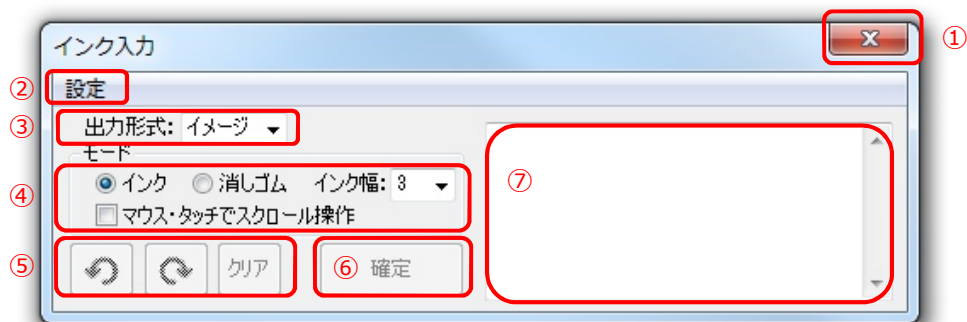 インク入力
x
①
② 設定
③ 出力形式: イメージ
モード
④ インク 消しゴム インク幅: 3
マウス・タッチでスクロール操作
⑤ クリア
⑥ 確定
⑦